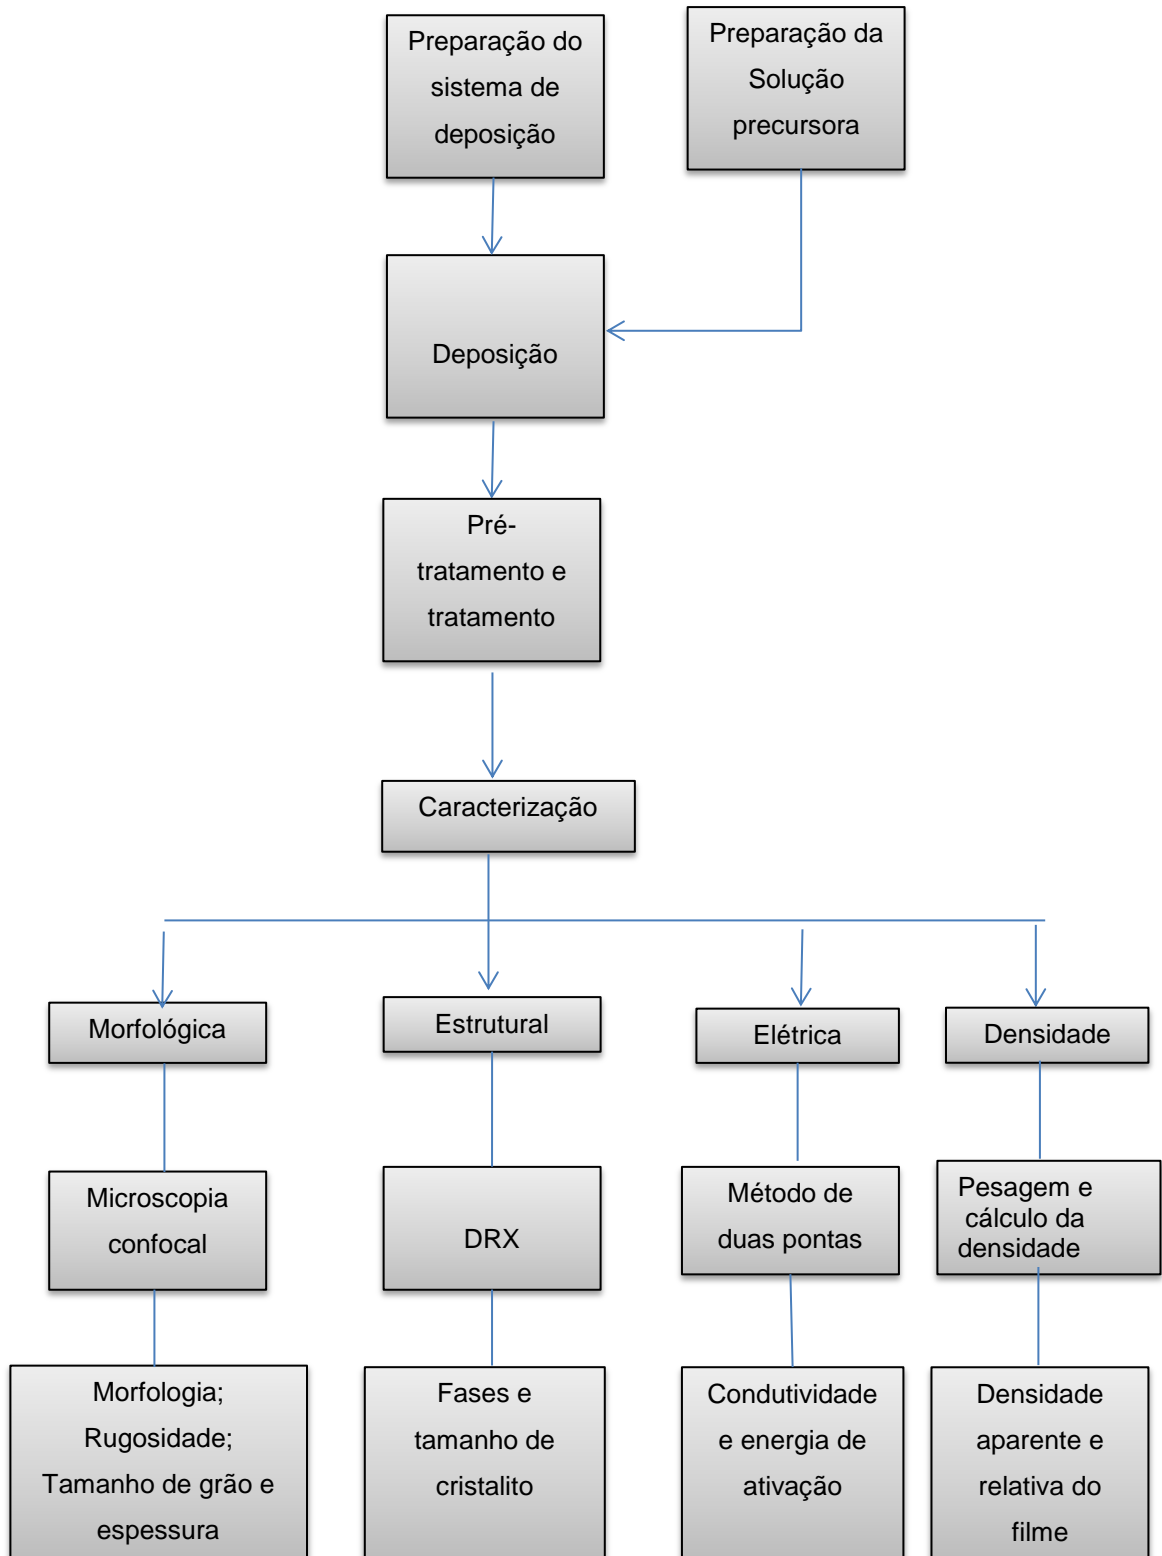 Preparação do
sistema de
deposição
Preparação da
Solução
precursora
Deposição
Pré-
tratamento e
tratamento
Caracterização
Morfológica
Estrutural
Elétrica
Densidade
Microscopia
confocal
DRX
Método de
duas pontas
Pesagem e
cálculo da
densidade
Morfologia;
Rugosidade;
Tamanho de grão e
espessura
Fases e
tamanho de
cristalito
Condutividade
e energia de
ativação
Densidade
aparente e
relativa do
filme